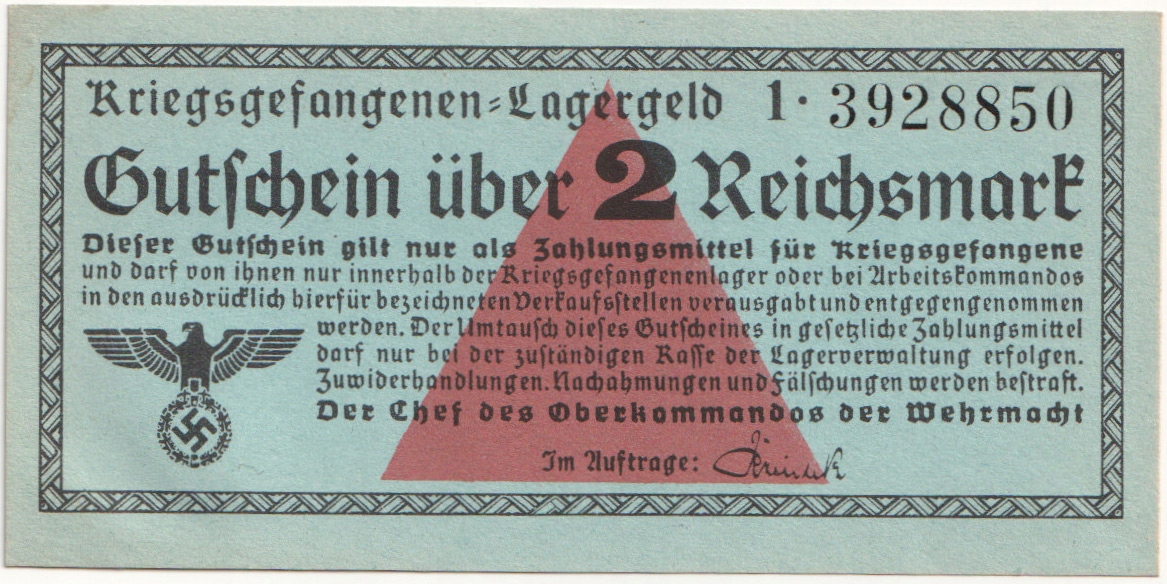 Kriegsgefangenen-Lagergeld 1· 3928850
Gutschein über 2 Reichsmark
Dieser Gutschein gilt nur als Zahlungsmittel für Kriegsgefangene
und darf von ihnen nur innerhalb der Kriegsgefangenenlager oder bei Arbeitskommandos
in den ausdrücklich hierfür bezeichneten Verkaufsstellen verausgabt und entgegengenommen
werden. Der Umtausch dieses Gutscheines in gesetzliche Zahlungsmittel
darf nur bei der zuständigen Kasse der Lagerverwaltung erfolgen.
Zuwiderhandlungen. Nachahmungen und Fälschungen werden bestraft.
Der Chef des Oberkommandos der Wehrmacht
Im Auftrage: